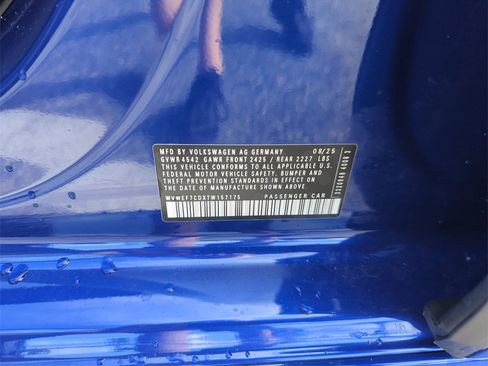 MFD BY VOLKSWAGEN AG GERMANY 08/25
GVWR 4542 GAWR FRONT 2425 / REAR 2227 LBS
THIS VEHICLE CONFORMS TO ALL APPLICABLE U.S.
FEDERAL MOTOR VEHICLE SAFETY, BUMPER, AND
THEFT PREVENTION STANDARDS IN EFFECT ON THE
DATE OF MANUFACTURE SHOWN ABOVE.
WVWEF7CDXTW157175 PASSENGER CAR